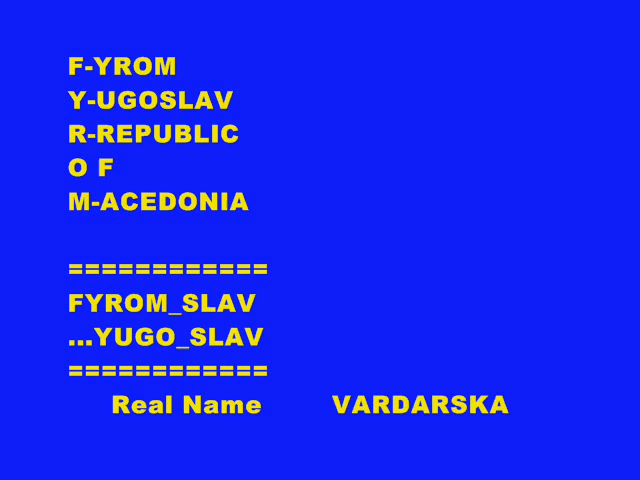 F-YROM
Y-UGOSLAV
R-REPUBLIC
O F
M-ACEDONIA
============
FYROM_SLAV
...YUGO_SLAV
============
Real Name VARDARSKA